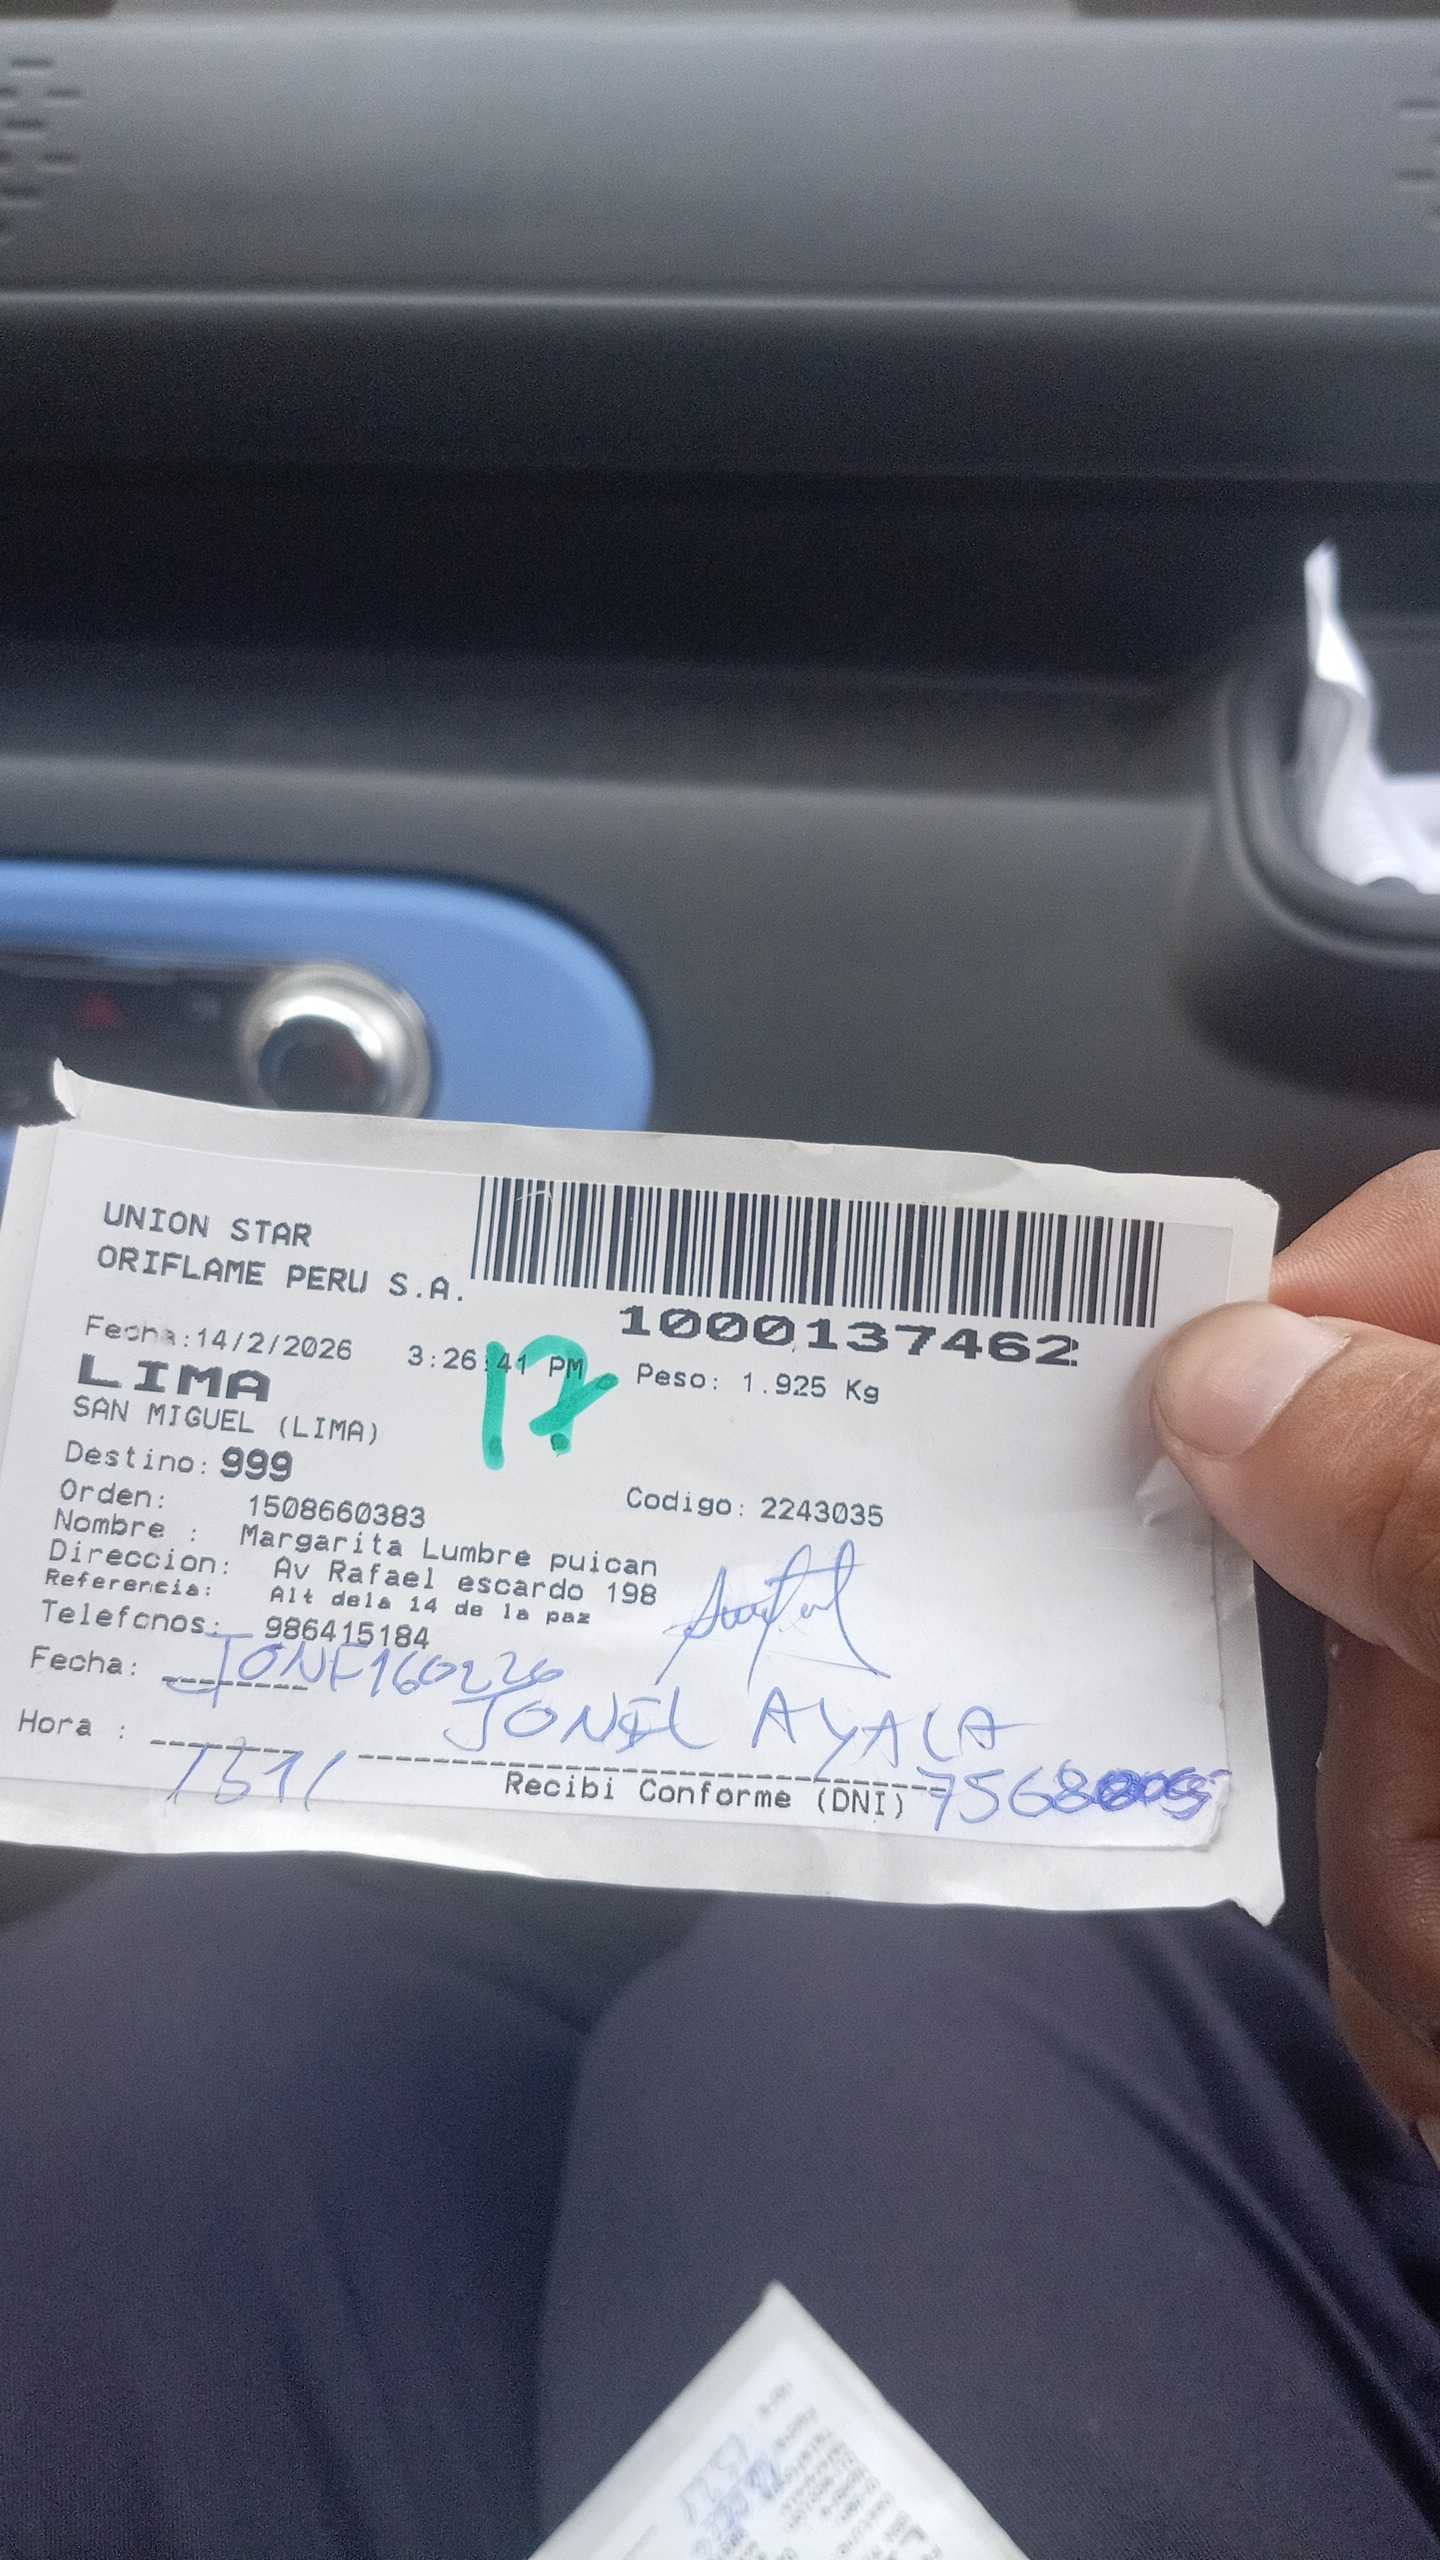 UNION STAR
ORIFLAME PERU S.A.
1000137462
Fecha:14/2/2026 3:26:41 PM Peso: 1.925 Kg
17
LIMA
SAN MIGUEL (LIMA)
Destino: 999
Orden: 1508660383 Codigo: 2243035
Nombre : Margarita Lumbre puican
Direccion: Av Rafael escardo 198
Referencia: Alt dela 14 de la paz
Telefonos: 986415184
Fecha: 160226
JONEL AYALA
Hora :
Recibi Conforme (DNI) 7568